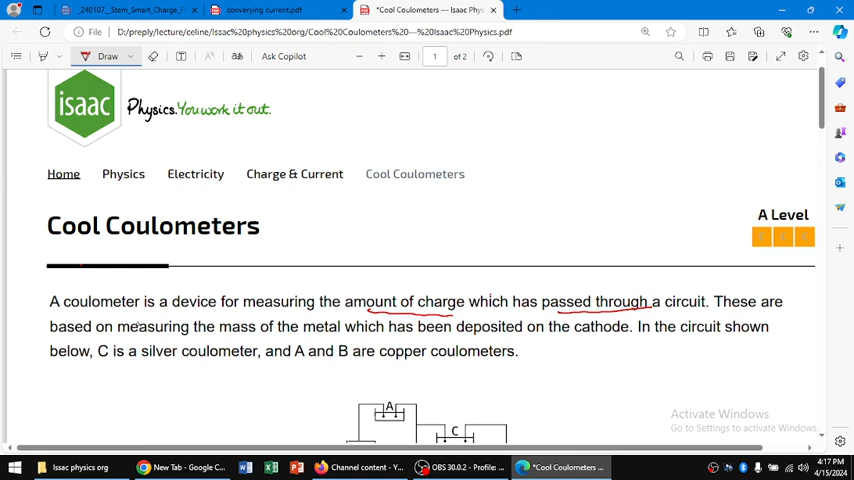 _240107_-Stem_Smart_Charge_F
converying current.pdf
*Cool Coulometers — Isaac Phys
File
D:/preply/lecture/celine/Issac%20physics%20org/Cool%20Coulometers%20—%20Isaac%20Physics.pdf
Draw
Ask Copilot
1
of 2
isaac
Physics. You work it out.
Home
Physics
Electricity
Charge & Current
Cool Coulometers
Cool Coulometers
A Level
A coulometer is a device for measuring the amount of charge which has passed through a circuit. These are
based on measuring the mass of the metal which has been deposited on the cathode. In the circuit shown
below, C is a silver coulometer, and A and B are copper coulometers.
A
C
Activate Windows
Go to Settings to activate Windows.
Issac physics org
New Tab - Google C...
Channel content - Y...
OBS 30.0.2 - Profile: ...
*Cool Coulometers ...
4:17 PM
4/15/2024